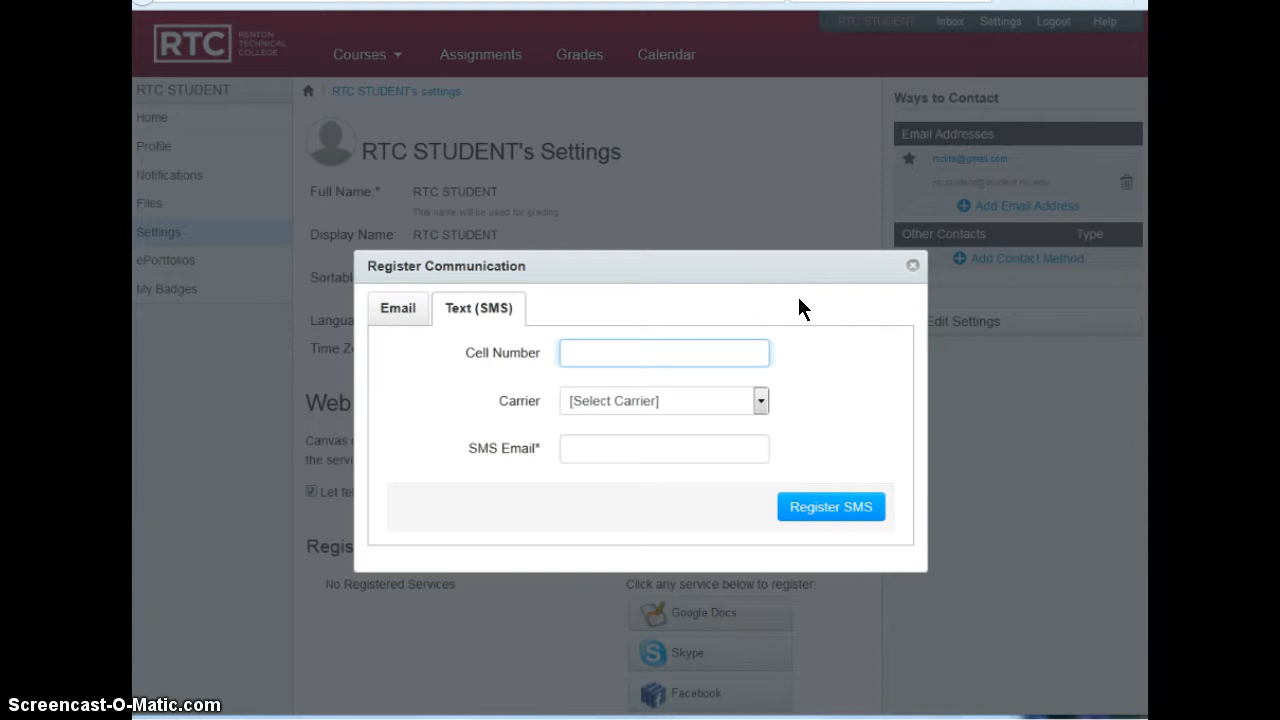 RTC STUDENT Inbox Settings Logout Help
RTC RENTON TECHNICAL COLLEGE
Courses Assignments Grades Calendar
RTC STUDENT
Home
Profile
Notifications
Files
Settings
ePortfolios
My Badges
RTC STUDENT's settings
RTC STUDENT's Settings
Full Name:* RTC STUDENT
This name will be used for grading
Display Name: RTC STUDENT
Sortabl
Langua
Time Z
Web
Canvas
the servi
Let
Regis
No Registered Services
Click any service below to register:
Google Docs
Skype
Facebook
Ways to Contact
Email Addresses
rtcstudent@student.rtc.edu
Add Email Address
Other Contacts Type
Add Contact Method
Edit Settings
Register Communication
Email Text (SMS)
Cell Number
Carrier [Select Carrier]
SMS Email*
Register SMS
Screencast-O-Matic.com